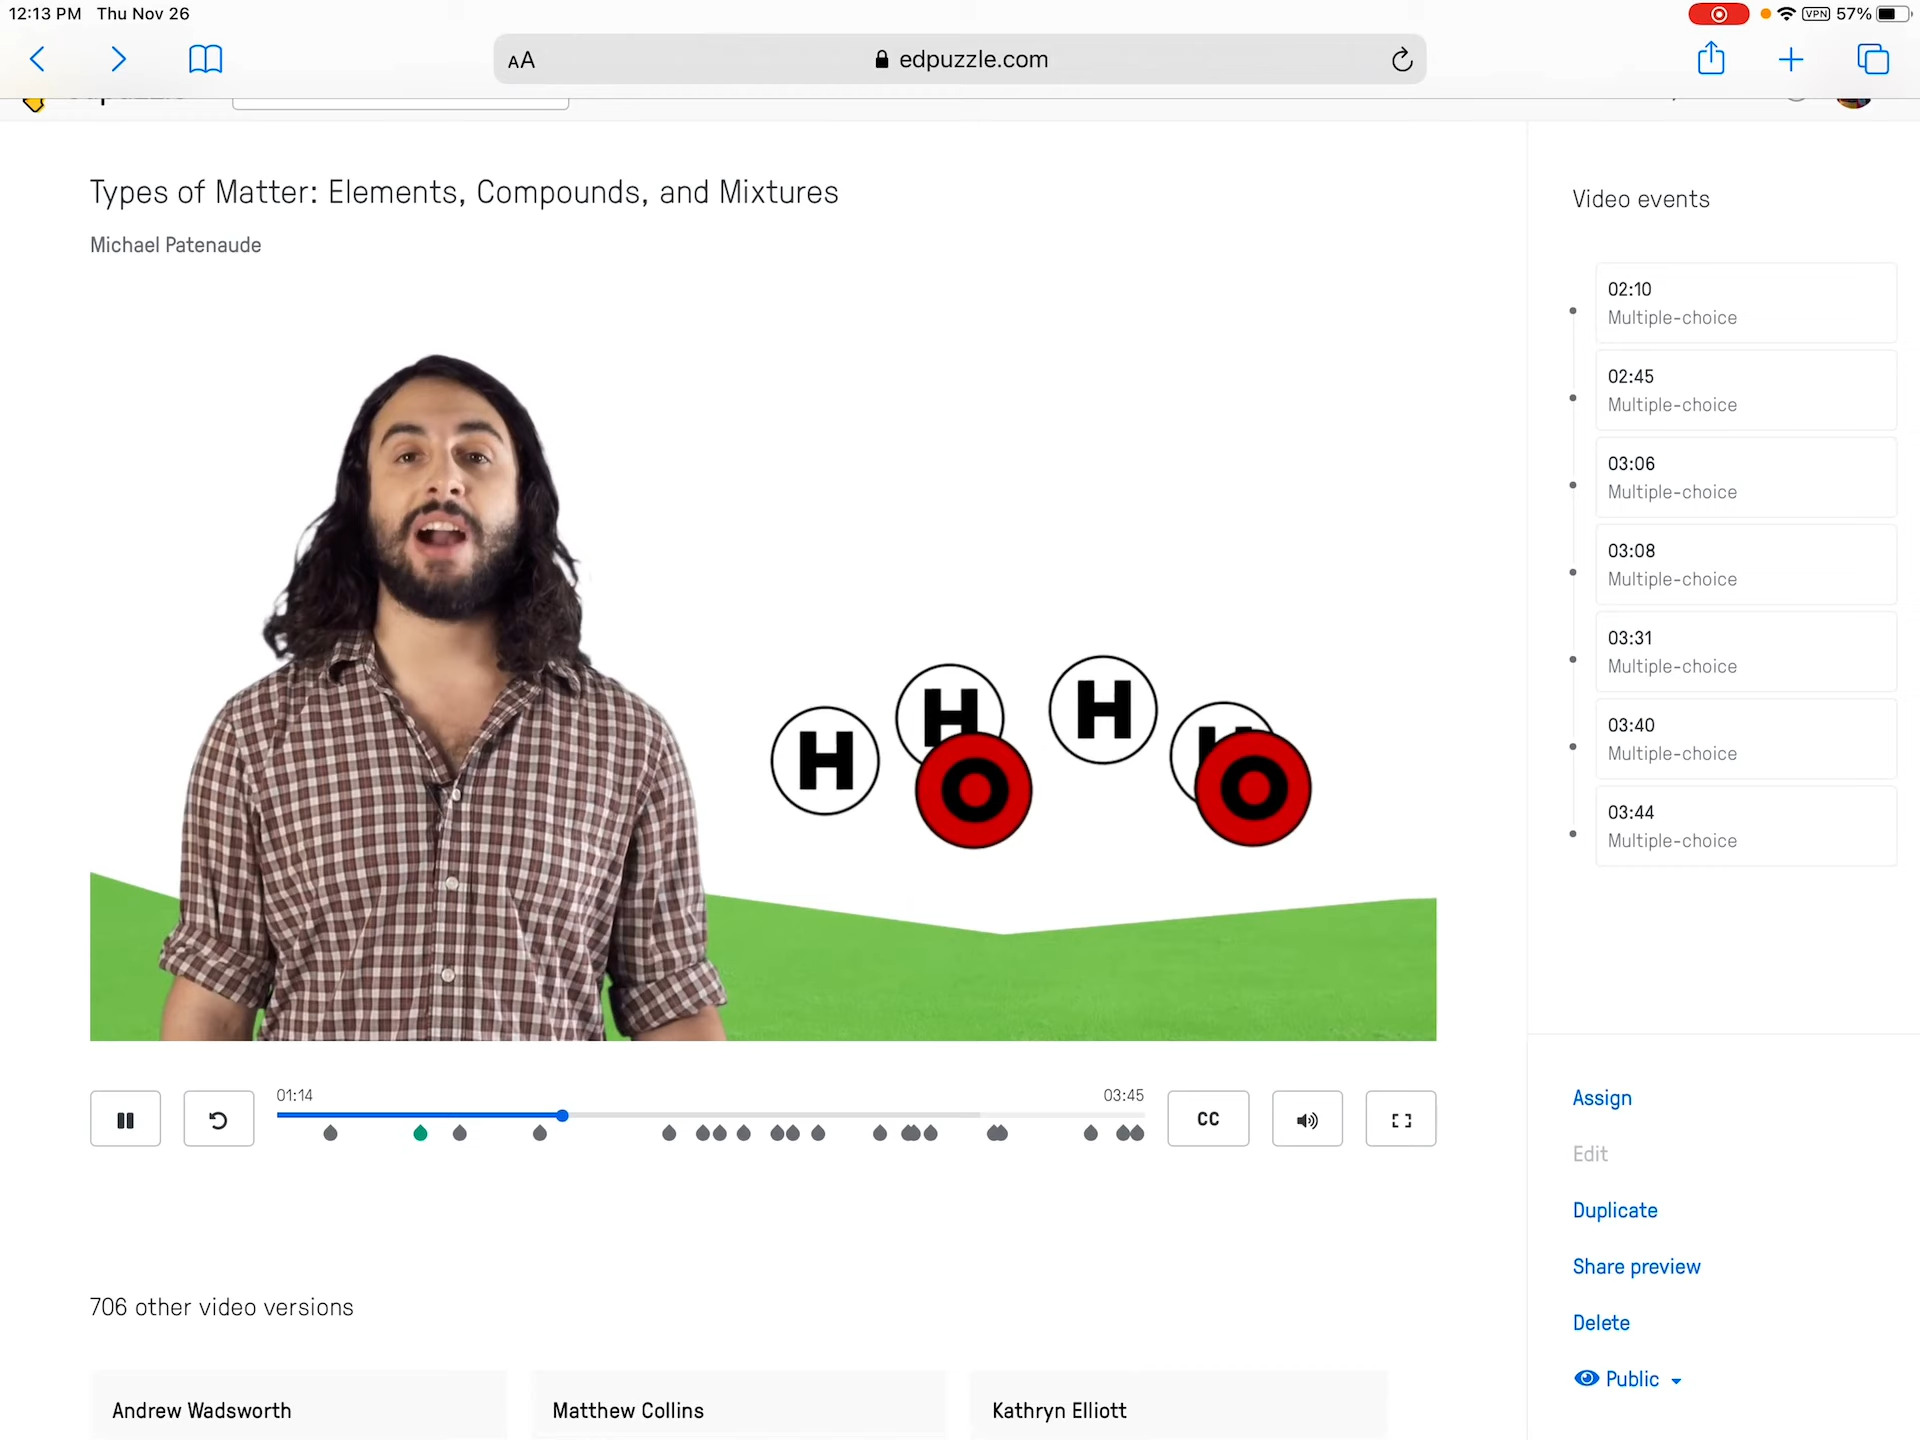 12:13 PM Thu Nov 26
VPN 57%
AA edpuzzle.com
Types of Matter: Elements, Compounds, and Mixtures
Michael Patenaude
Video events
02:10
Multiple-choice
02:45
Multiple-choice
03:06
Multiple-choice
03:08
Multiple-choice
03:31
Multiple-choice
03:40
Multiple-choice
03:44
Multiple-choice
H H H H
O O
01:14 03:45
CC
Assign
Edit
Duplicate
Share preview
Delete
Public
706 other video versions
Andrew Wadsworth Matthew Collins Kathryn Elliott